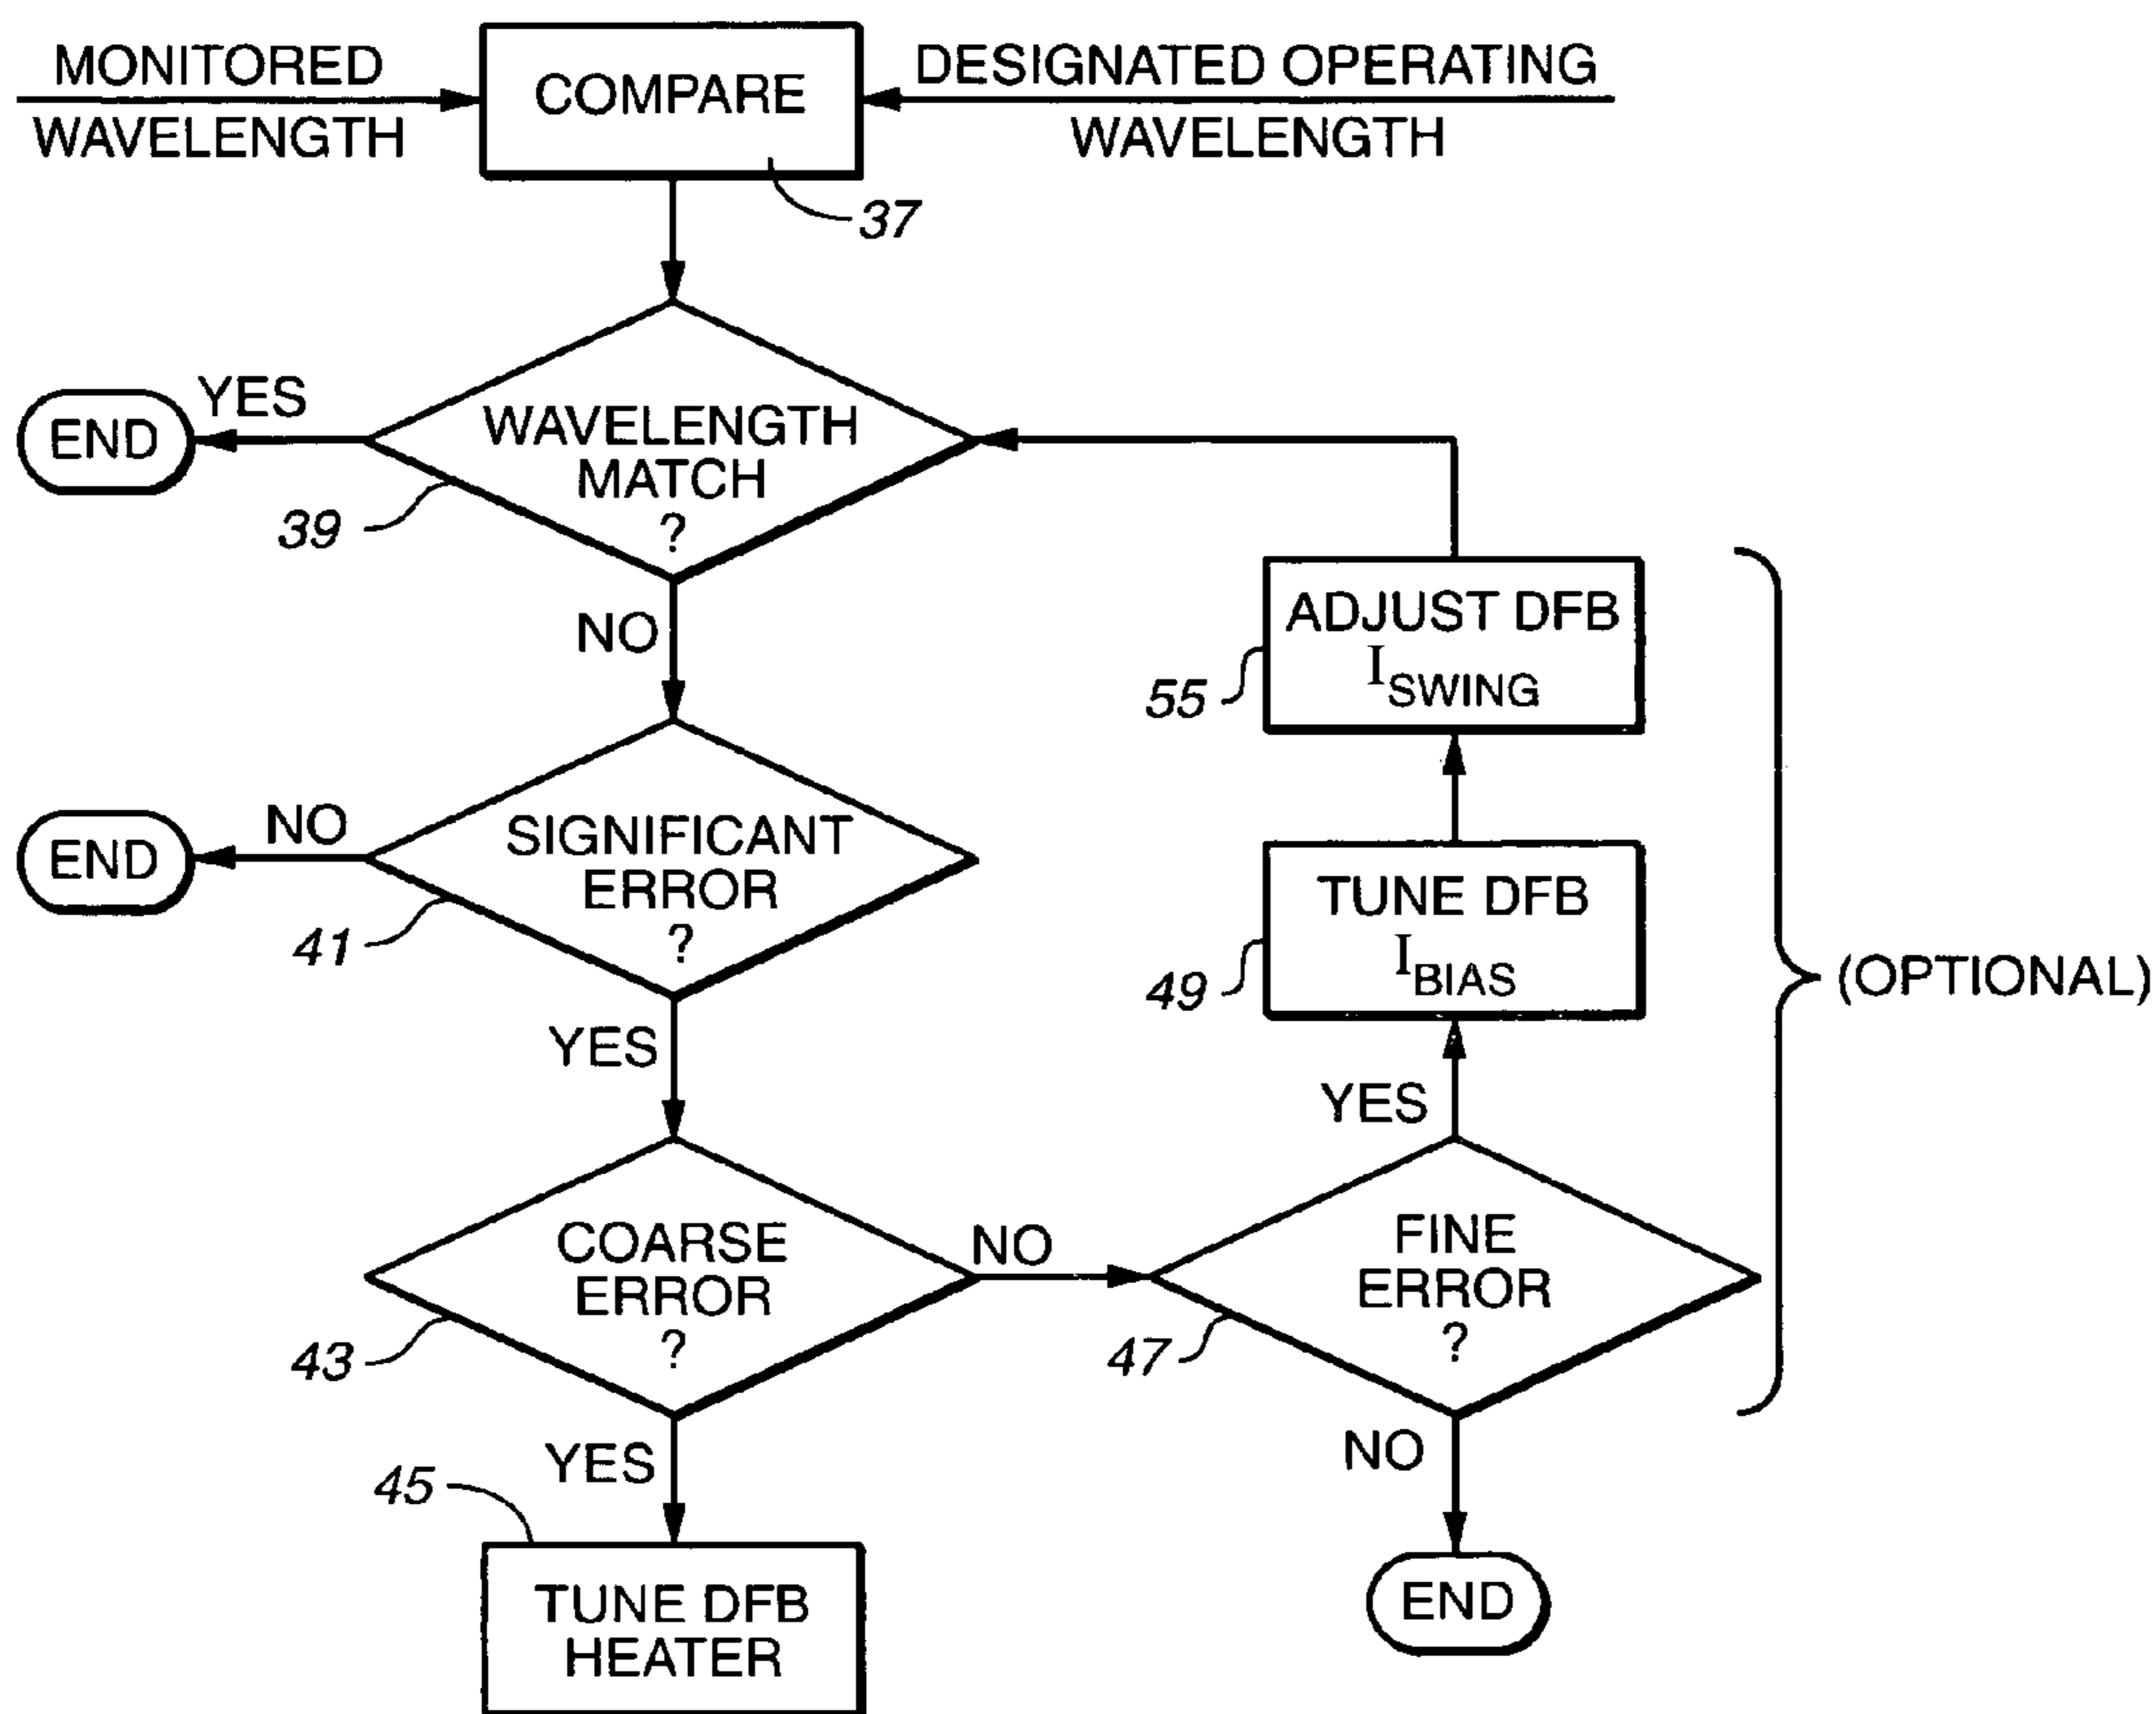 MONITORED
WAVELENGTH
COMPARE
DESIGNATED OPERATING
WAVELENGTH
37
YES
END
WAVELENGTH
MATCH
?
39
NO
ADJUST DFB
I SWING
55
NO
END
SIGNIFICANT
ERROR
?
41
TUNE DFB
I BIAS
49
(OPTIONAL)
YES
YES
COARSE
ERROR
?
43
NO
FINE
ERROR
?
47
YES
NO
45
TUNE DFB
HEATER
END